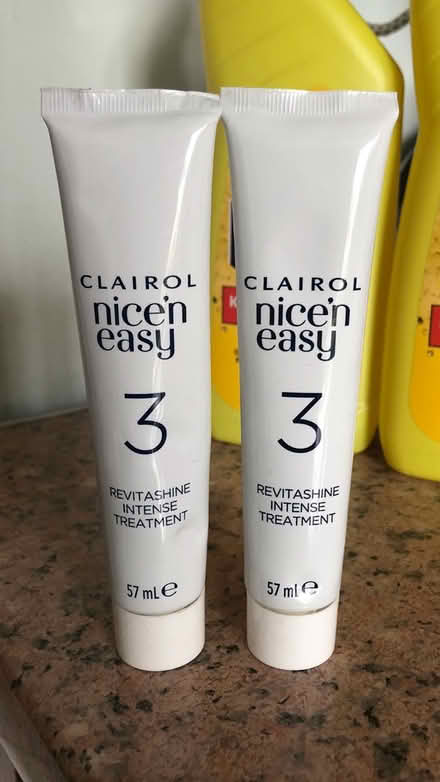 CLAIROL
nice'n
easy
3
REVITASHINE
INTENSE
TREATMENT
57 mL e
CLAIROL
nice'n
easy
3
REVITASHINE
INTENSE
TREATMENT
57 mL e